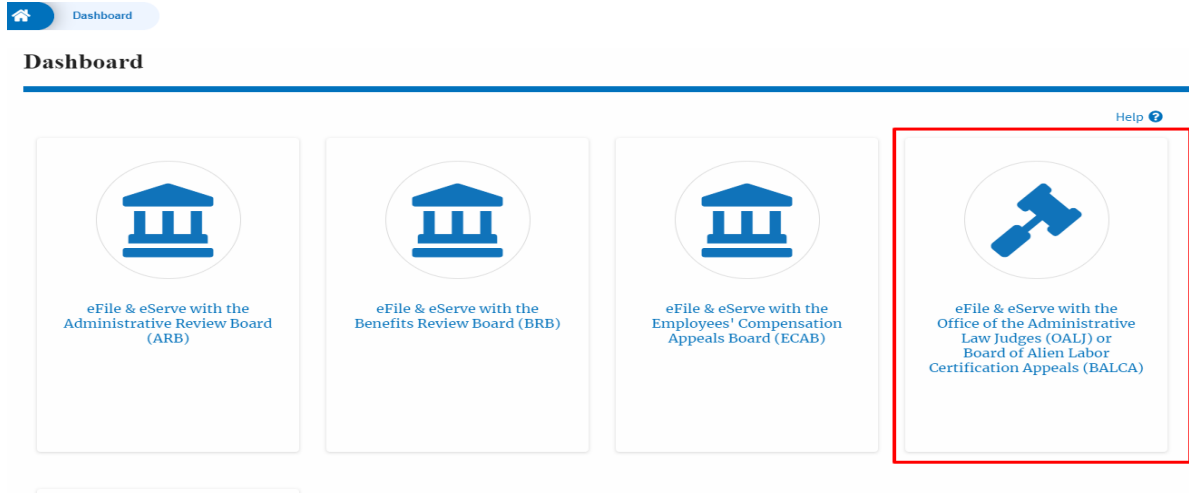 Dashboard
Dashboard
Help
eFile & eServe with the
Administrative Review Board
(ARB)
eFile & eServe with the
Benefits Review Board (BRB)
eFile & eServe with the
Employees' Compensation
Appeals Board (ECAB)
eFile & eServe with the
Office of the Administrative
Law Judges (OALJ) or
Board of Alien Labor
Certification Appeals (BALCA)